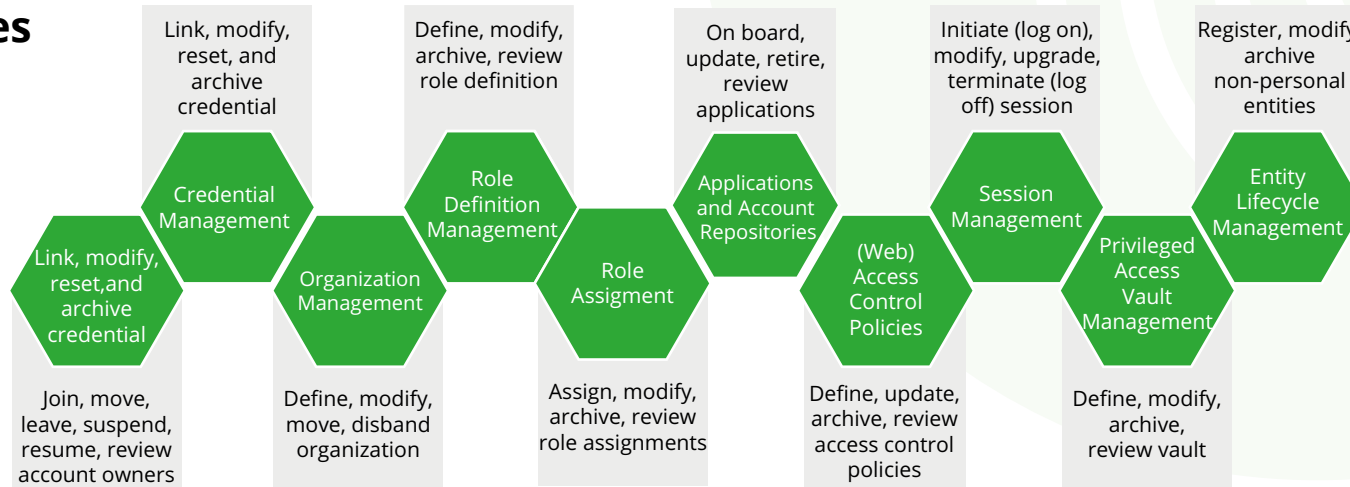 es
Link, modify,
reset, and
archive
credential
Define, modify,
archive, review
role definition
On board,
update, retire,
review
applications
Initiate (log on),
modify, upgrade,
terminate (log
off) session
Register, modify
archive
non-personal
entities
Credential
Management
Role
Definition
Management
Applications
and Account
Repositories
Session
Management
Entity
Lifecycle
Management
Link, modify,
reset,and
archive
credential
Organization
Management
Role
Assigment
(Web)
Access
Control
Policies
Privileged
Access
Vault
Management
Join, move,
leave, suspend,
resume, review
account owners
Define, modify,
move, disband
organization
Assign, modify,
archive, review
role assignments
Define, update,
archive, review
access control
policies
Define, modify,
archive,
review vault